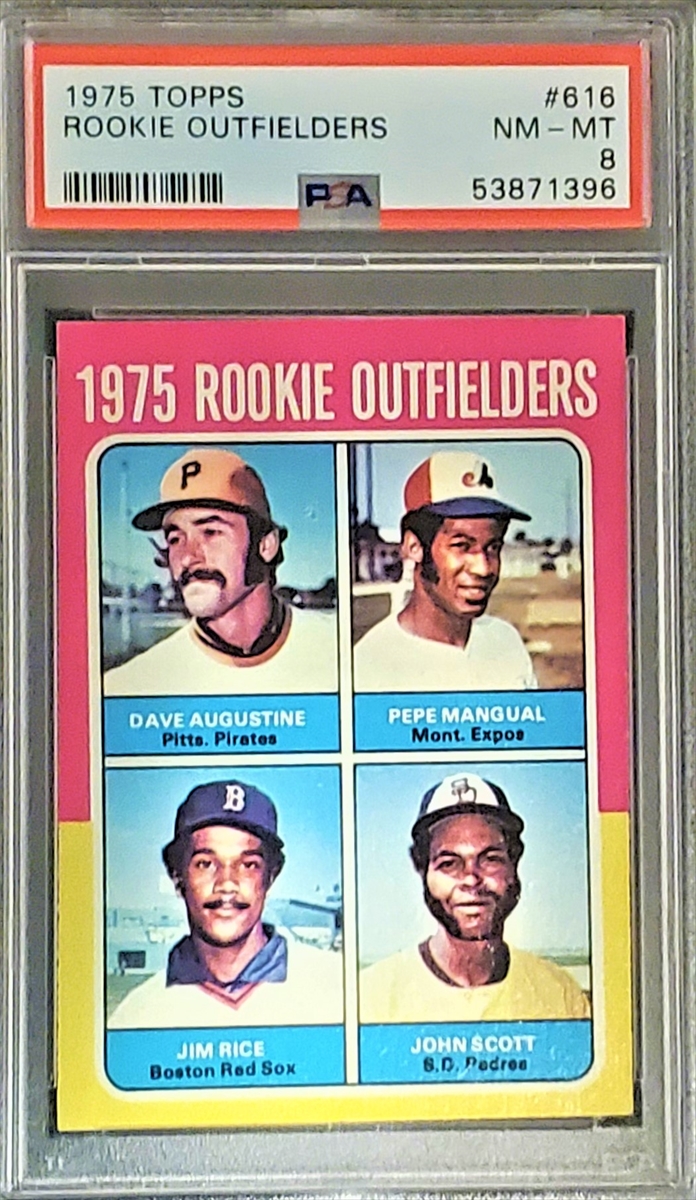 1975 TOPPS #616
ROOKIE OUTFIELDERS NM - MT
8
53871396
PSA
1975 ROOKIE OUTFIELDERS
P
M
DAVE AUGUSTINE
Pitts. Pirates
PEPE MANGUAL
Mont. Expos
B
SD
JIM RICE
Boston Red Sox
JOHN SCOTT
S.D. Padres